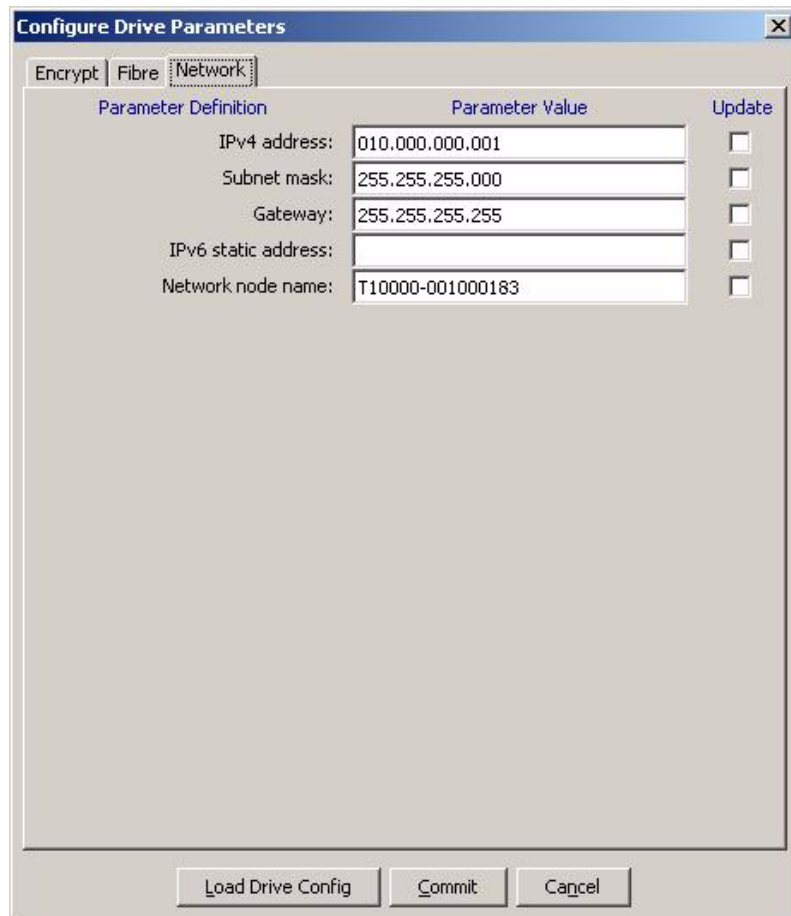 Configure Drive Parameters
Encrypt Fibre Network
Parameter Definition Parameter Value Update
IPv4 address: 010.000.000.001
Subnet mask: 255.255.255.000
Gateway: 255.255.255.255
IPv6 static address:
Network node name: T10000-001000183
Load Drive Config Commit Cancel